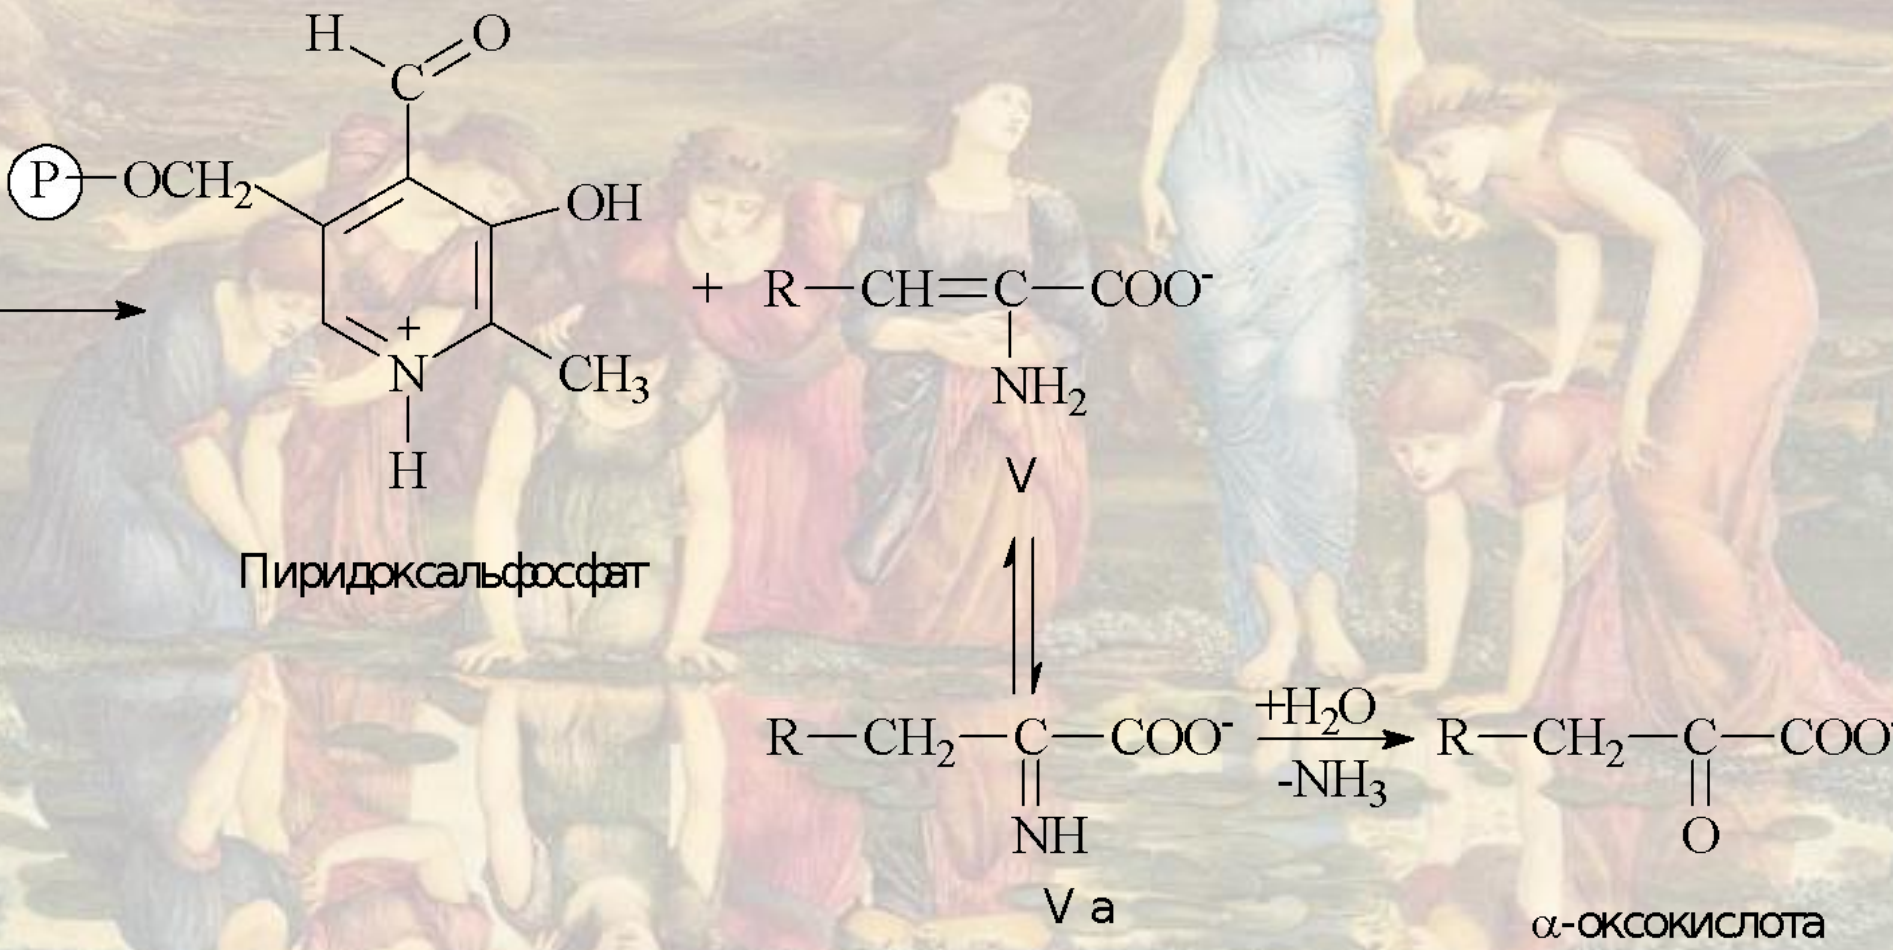 H
O
C
P
OCH₂
OH
N
+
H
CH₃
+ R—CH=C—COO⁻
NH₂
V
Пиридоксальфосфат
R—CH₂—C—COO⁻
NH
V a
+H₂O
-NH₃
R—CH₂—C—COO⁻
O
α-оксокислота